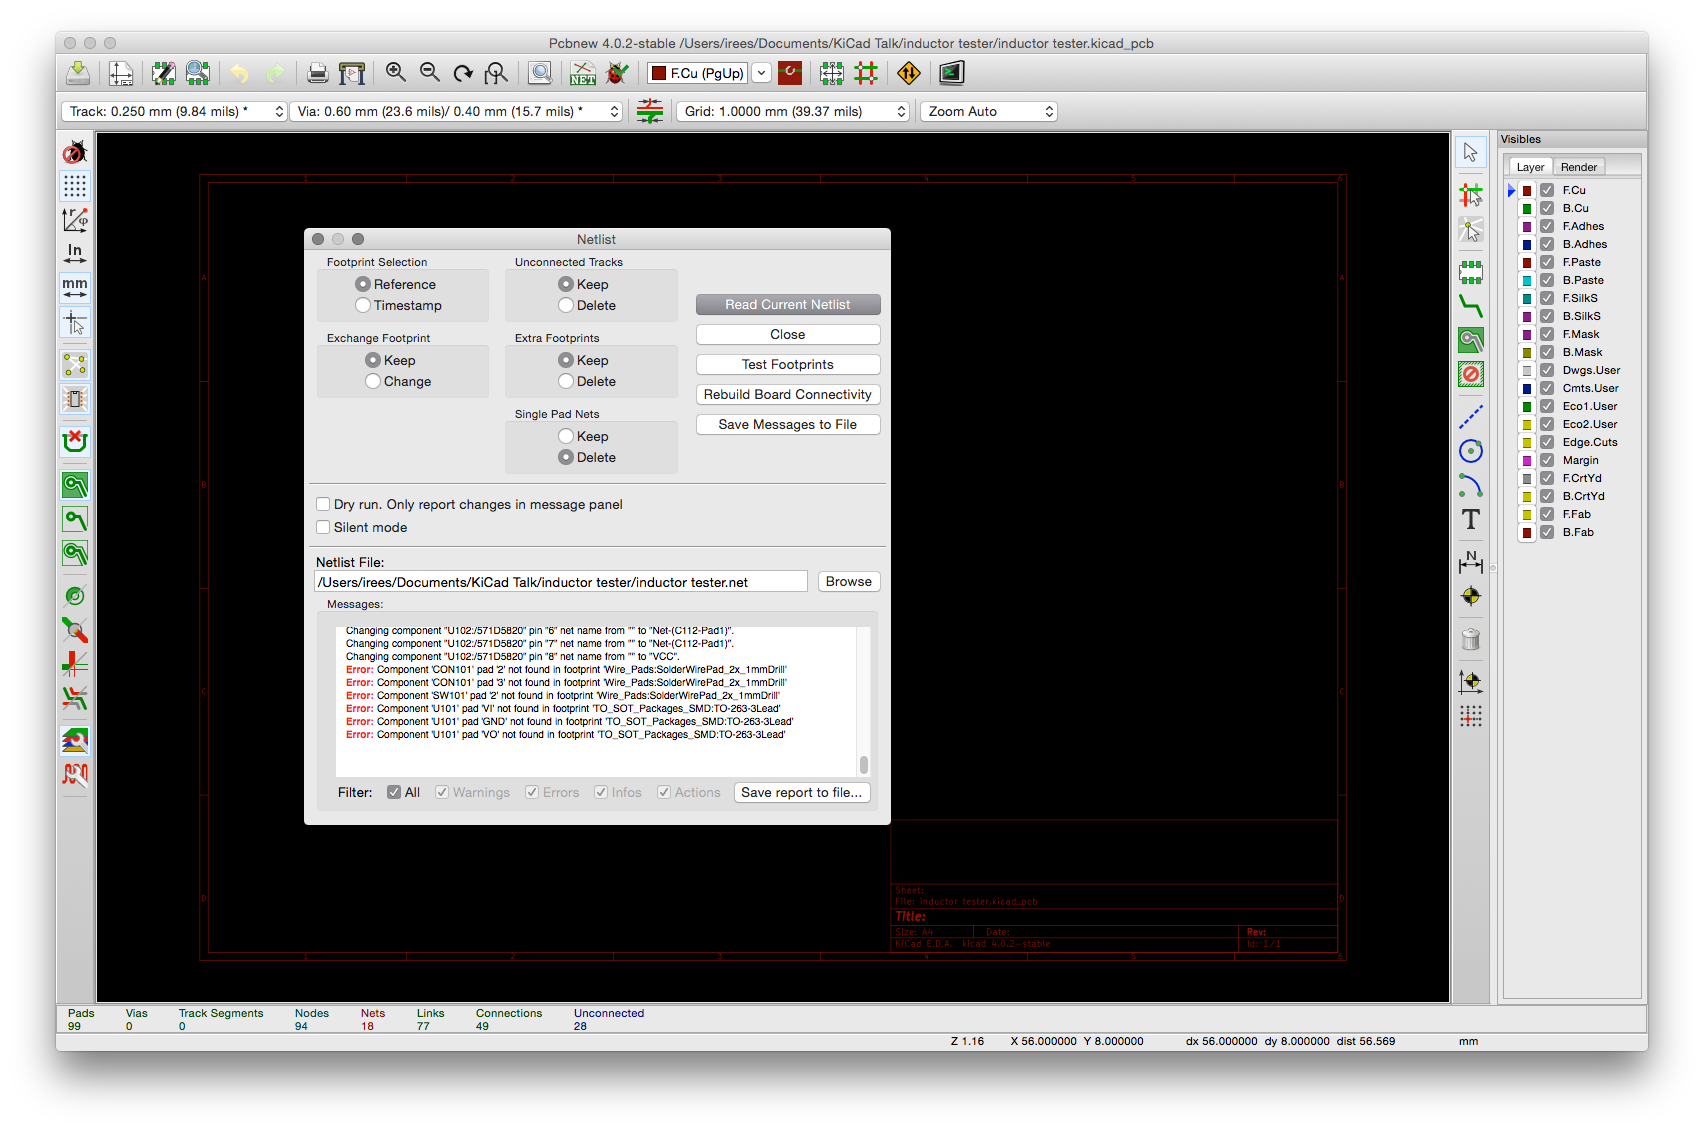 Pcbnew 4.0.2-stable /Users/irees/Documents/KiCad Talk/inductor tester/inductor tester.kicad_pcb
NET
F.Cu (PgUp)
Track: 0.250 mm (9.84 mils) *
Via: 0.60 mm (23.6 mils)/ 0.40 mm (15.7 mils) *
Grid: 1.0000 mm (39.37 mils)
Zoom Auto
In
mm
Netlist
Footprint Selection
Reference
Timestamp
Unconnected Tracks
Keep
Delete
Exchange Footprint
Keep
Change
Extra Footprints
Keep
Delete
Single Pad Nets
Keep
Delete
Read Current Netlist
Close
Test Footprints
Rebuild Board Connectivity
Save Messages to File
Dry run. Only report changes in message panel
Silent mode
Netlist File:
/Users/irees/Documents/KiCad Talk/inductor tester/inductor tester.net
Browse
Messages:
Changing component "U102:/571D5820" pin "6" net name from "" to "Net-(C112-Pad1)".
Changing component "U102:/571D5820" pin "7" net name from "" to "Net-(C112-Pad1)".
Changing component "U102:/571D5820" pin "8" net name from "" to "VCC".
Error: Component 'CON101' pad '2' not found in footprint 'Wire_Pads:SolderWirePad_2x_1mmDrill'
Error: Component 'CON101' pad '3' not found in footprint 'Wire_Pads:SolderWirePad_2x_1mmDrill'
Error: Component 'SW101' pad '2' not found in footprint 'Wire_Pads:SolderWirePad_2x_1mmDrill'
Error: Component 'U101' pad 'VI' not found in footprint 'TO_SOT_Packages_SMD:TO-263-3Lead'
Error: Component 'U101' pad 'GND' not found in footprint 'TO_SOT_Packages_SMD:TO-263-3Lead'
Error: Component 'U101' pad 'VO' not found in footprint 'TO_SOT_Packages_SMD:TO-263-3Lead'
Filter: All Warnings Errors Infos Actions Save report to file...
1 2 3 4 5 6
A A
B B
C C
D D
1 2 3 4 5 6
Sheet:
File: inductor tester.kicad_pcb
Title:
Size: A4 Date: Rev:
KiCad E.D.A. kicad 4.0.2-stable Id: 1/1
T
N
Visibles
Layer Render
F.Cu
B.Cu
F.Adhes
B.Adhes
F.Paste
B.Paste
F.SilkS
B.SilkS
F.Mask
B.Mask
Dwgs.User
Cmts.User
Eco1.User
Eco2.User
Edge.Cuts
Margin
F.CrtYd
B.CrtYd
F.Fab
B.Fab
Pads Vias Track Segments Nodes Nets Links Connections Unconnected
99 0 0 94 18 77 49 28
Z 1.16 X 56.000000 Y 8.000000 dx 56.000000 dy 8.000000 dist 56.569 mm